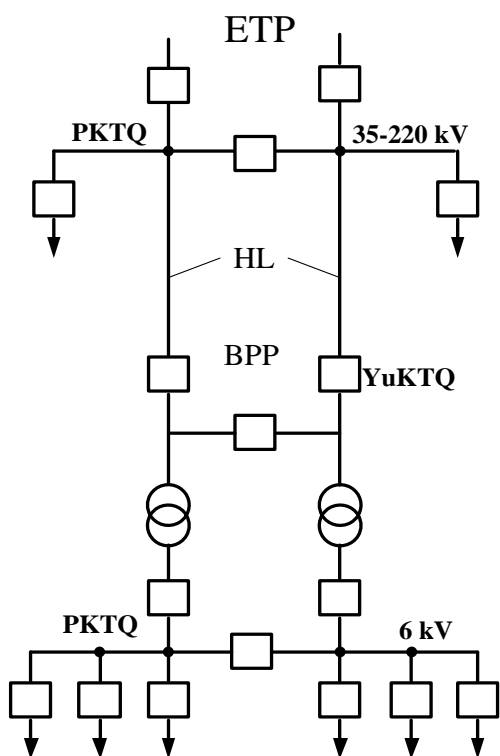 ETP
PKTQ
35-220 kV
HL
BPP
YuKTQ
PKTQ
6 kV